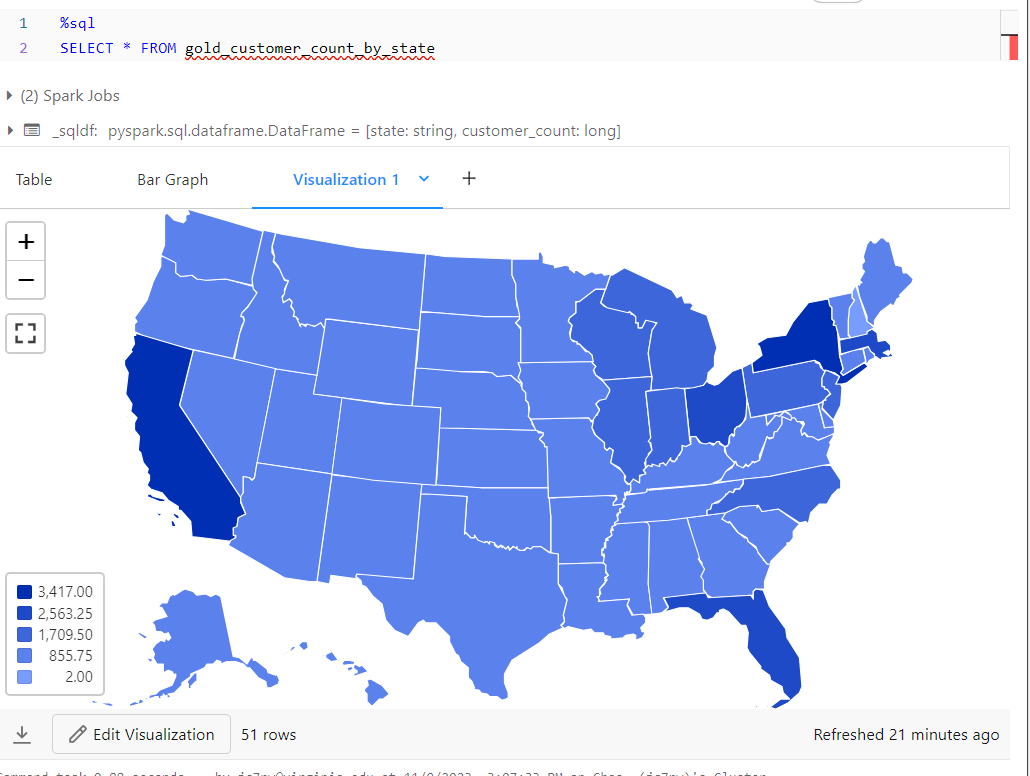 1 %sql
2 SELECT * FROM gold_customer_count_by_state
(2) Spark Jobs
_sqldf: pyspark.sql.dataframe.DataFrame = [state: string, customer_count: long]
Table Bar Graph Visualization 1 +
+
−
3,417.00
2,563.25
1,709.50
855.75
2.00
Edit Visualization 51 rows Refreshed 21 minutes ago